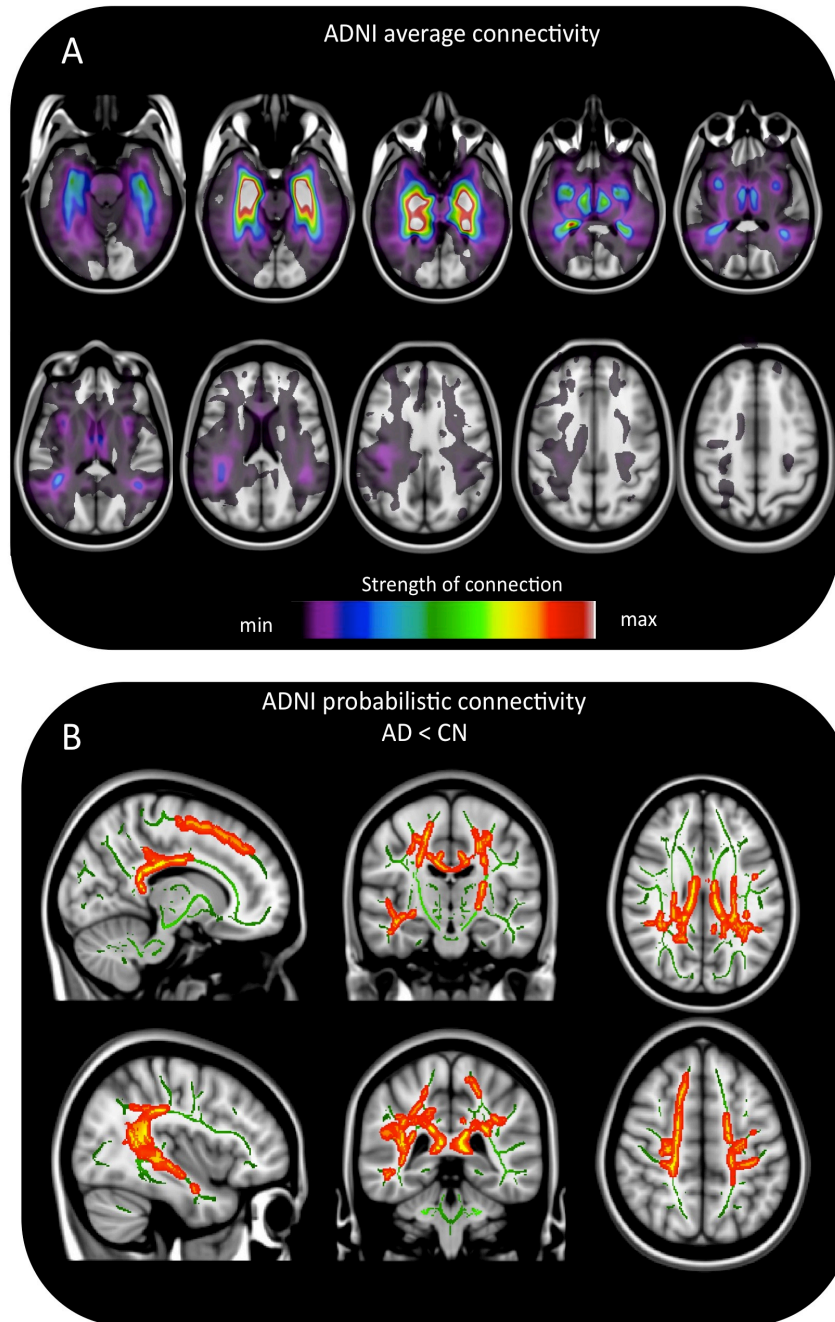 A
ADNI average connectivity
Strength of connection
min
max
ADNI probabilistic connectivity
B
AD < CN